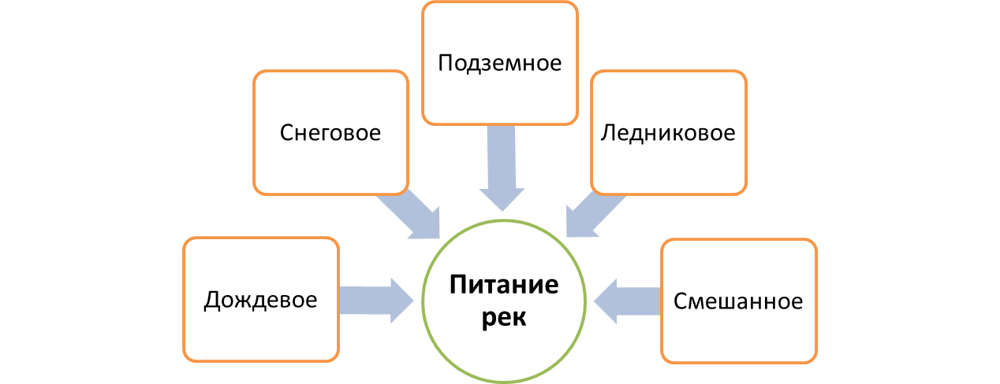 Подземное
Снеговое
Ледниковое
Дождевое
Питание
рек
Смешанное